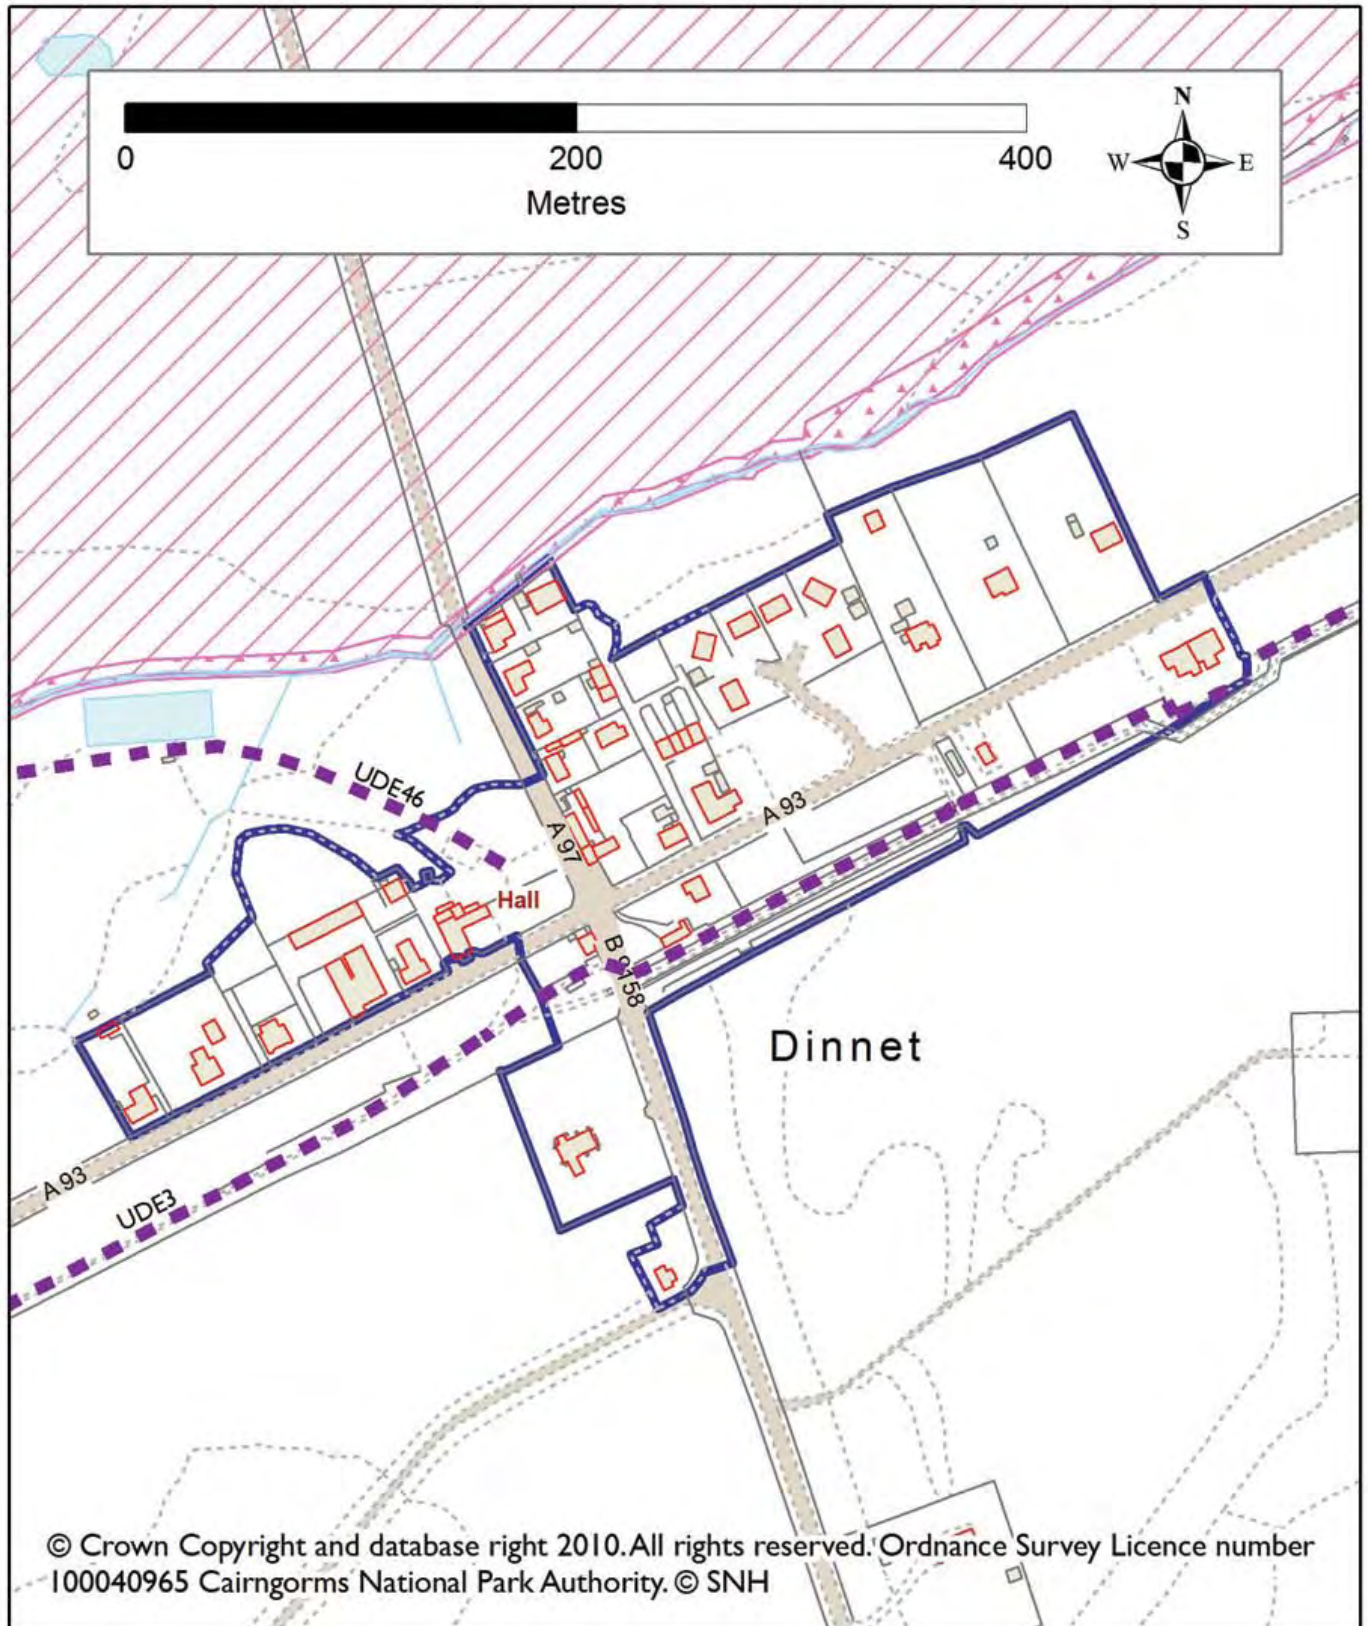 0 200 400
Metres
N
W E
S
UDE46
A 97
A 93
Hall
B 9158
Dinnet
A 93
UDE3
© Crown Copyright and database right 2010.All rights reserved. Ordnance Survey Licence number
100040965 Cairngorms National Park Authority. © SNH